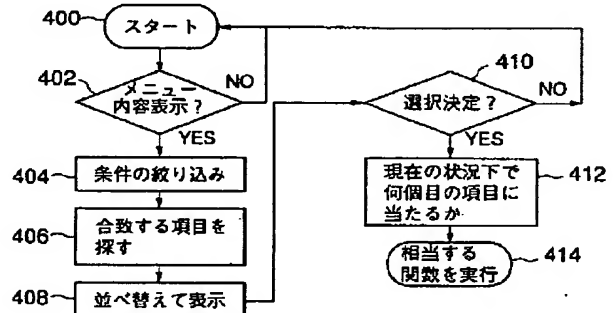 400
スタート
402
メニュー
内容表示？
NO
YES
404
条件の絞り込み
406
合致する項目を
探す
408
並べ替えて表示
410
選択決定？
NO
YES
現在の状況下で
何個目の項目に
当たるか
412
相当する
関数を実行
414